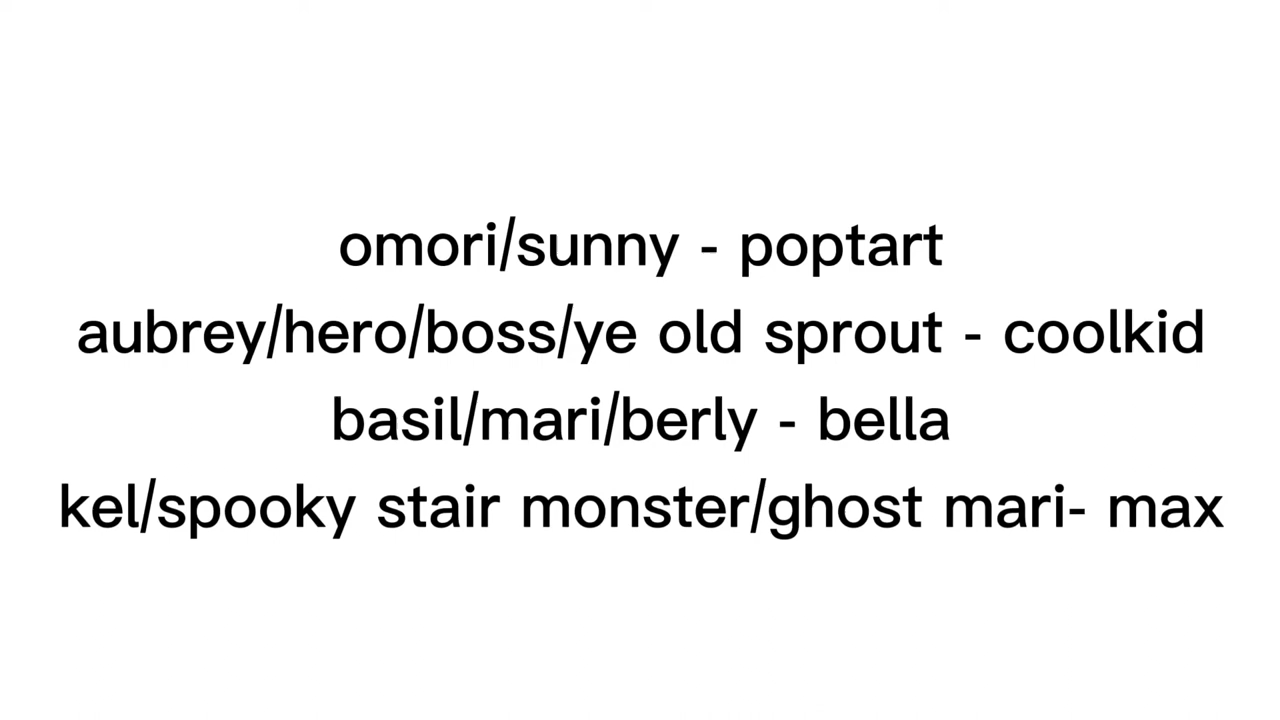 omori/sunny - poptart
aubrey/hero/boss/ye old sprout - coolkid
basil/mari/berly - bella
kel/spooky stair monster/ghost mari- max